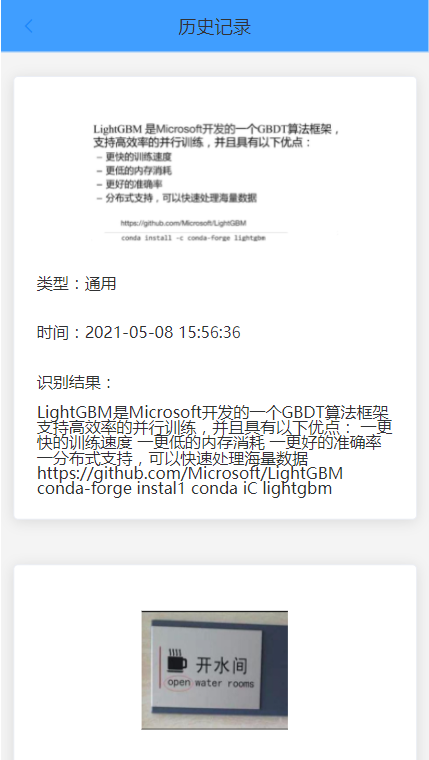 历史记录
LightGBM 是Microsoft开发的一个GBDT算法框架，
支持高效率的并行训练，并且具有以下优点：
– 更快的训练速度
– 更低的内存消耗
– 更好的准确率
– 分布式支持，可以快速处理海量数据
https://github.com/Microsoft/LightGBM
conda install -c conda-forge lightgbm
类型：通用
时间：2021-05-08 15:56:36
识别结果：
LightGBM是Microsoft开发的一个GBDT算法框架
支持高效率的并行训练，并且具有以下优点： 一更
快的训练速度 一更低的内存消耗 一更好的准确率
一分布式支持，可以快速处理海量数据
https://github.com/Microsoft/LightGBM
conda-forge instal1 conda iC lightgbm
开水间
open water rooms